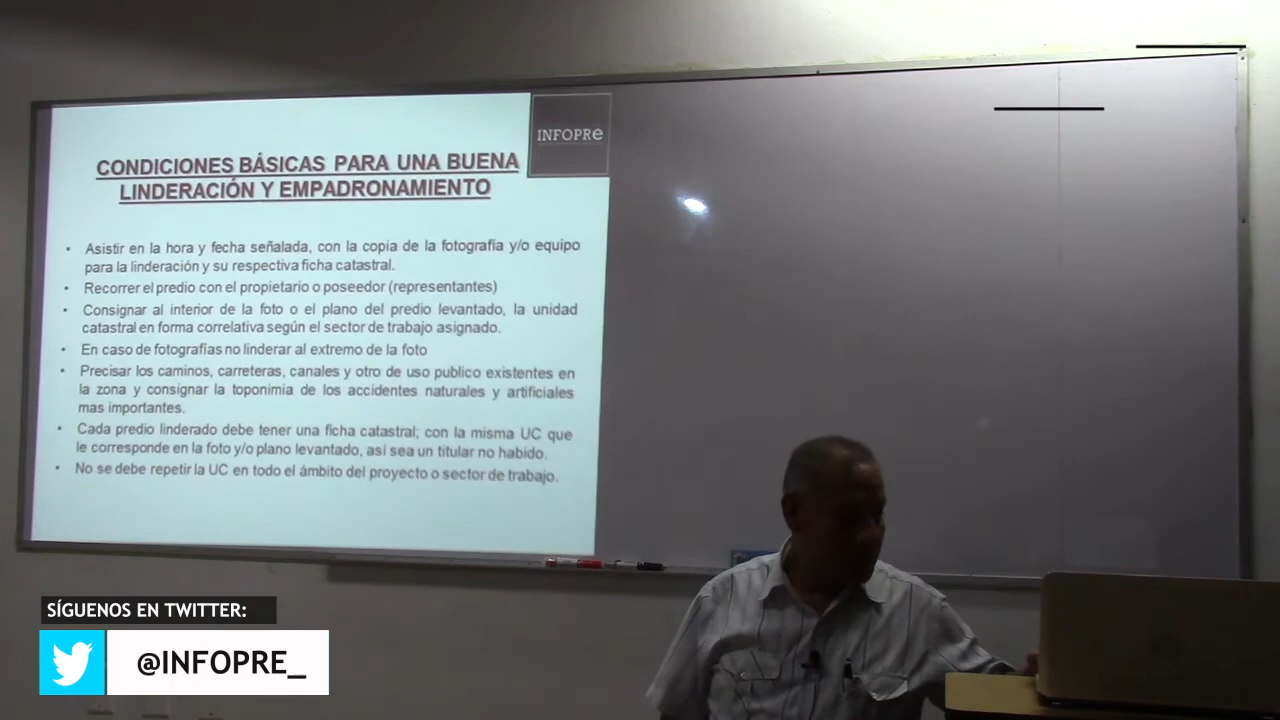 INFOPRe
CONDICIONES BÁSICAS PARA UNA BUENA
LINDERACIÓN Y EMPADRONAMIENTO
• Asistir en la hora y fecha señalada, con la copia de la fotografía y/o equipo
para la linderación y su respectiva ficha catastral.
• Recorrer el predio con el propietario o poseedor (representantes)
• Consignar al interior de la foto o el plano del predio levantado, la unidad
catastral en forma correlativa según el sector de trabajo asignado.
• En caso de fotografías no linderar al extremo de la foto
• Precisar los caminos, carreteras, canales y otro de uso publico existentes en
la zona y consignar la toponimia de los accidentes naturales y artificiales
mas importantes.
• Cada predio linderado debe tener una ficha catastral; con la misma UC que
le corresponde en la foto y/o plano levantado, así sea un titular no habido.
• No se debe repetir la UC en todo el ámbito del proyecto o sector de trabajo.
SÍGUENOS EN TWITTER:
@INFOPRE_